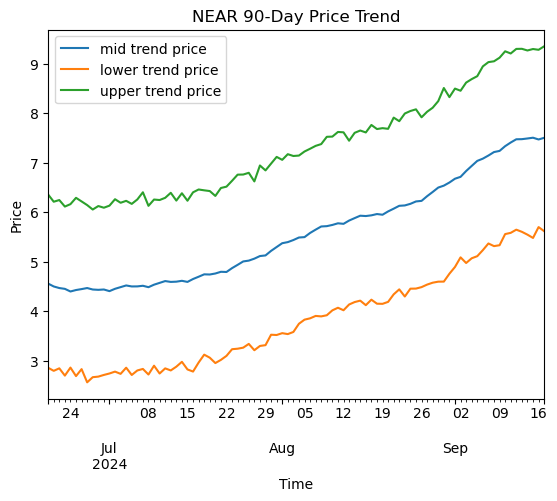 NEAR 90-Day Price Trend
mid trend price
lower trend price
upper trend price
9
8
7
6
5
4
3
Price
24 08 15 22 29 05 12 19 26 02 09 16
Jul Aug Sep
2024
Time